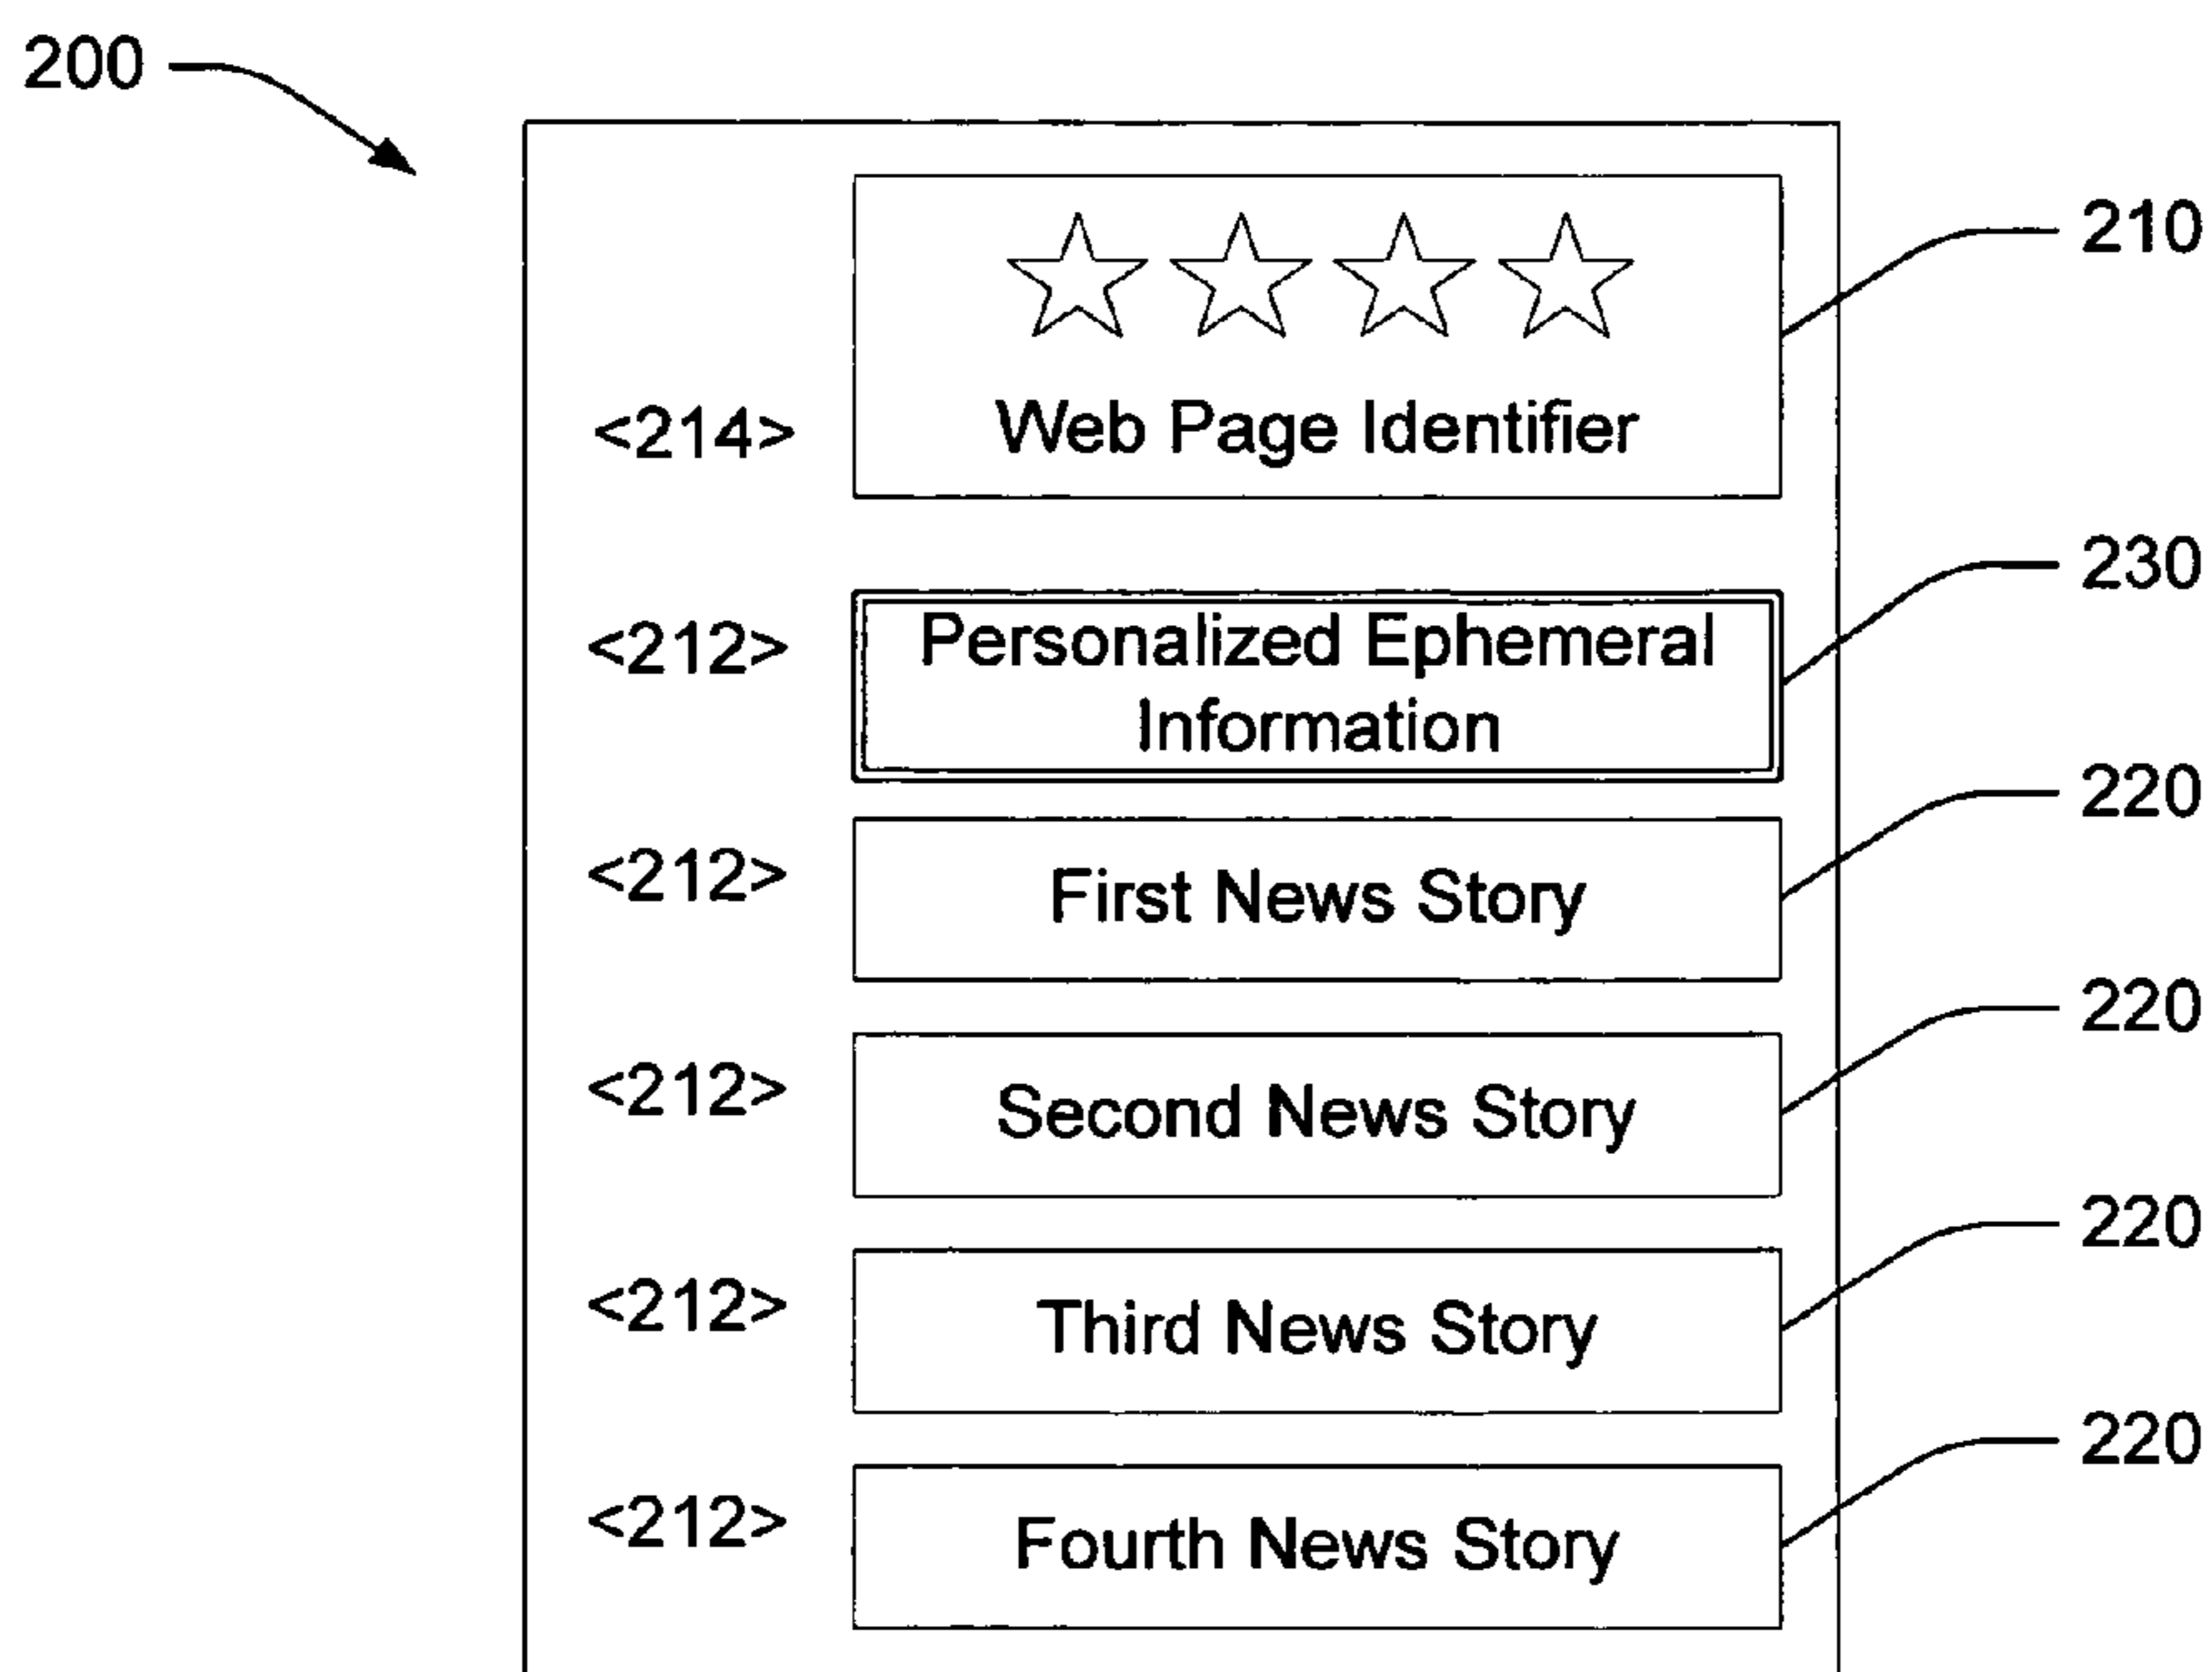 200
210
<214> Web Page Identifier
230
<212> Personalized Ephemeral
Information
220
<212> First News Story
220
<212> Second News Story
220
<212> Third News Story
220
<212> Fourth News Story